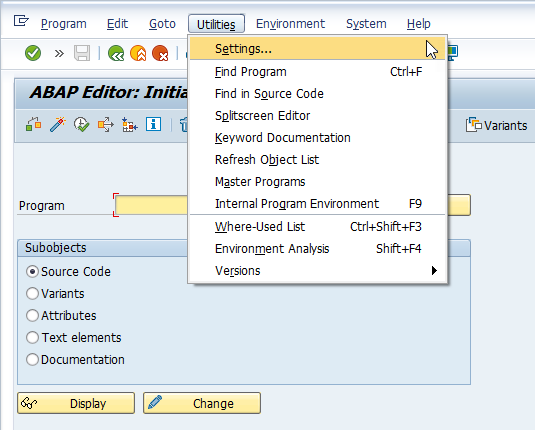 Program Edit Goto Utilities Environment System Help
Settings...
ABAP Editor: Initia
Find Program Ctrl+F
Find in Source Code
Splitscreen Editor
Variants
Keyword Documentation
Refresh Object List
Master Programs
Program
Internal Program Environment F9
Where-Used List Ctrl+Shift+F3
Subobjects
Environment Analysis Shift+F4
Versions
Source Code
Variants
Attributes
Text elements
Documentation
Display Change